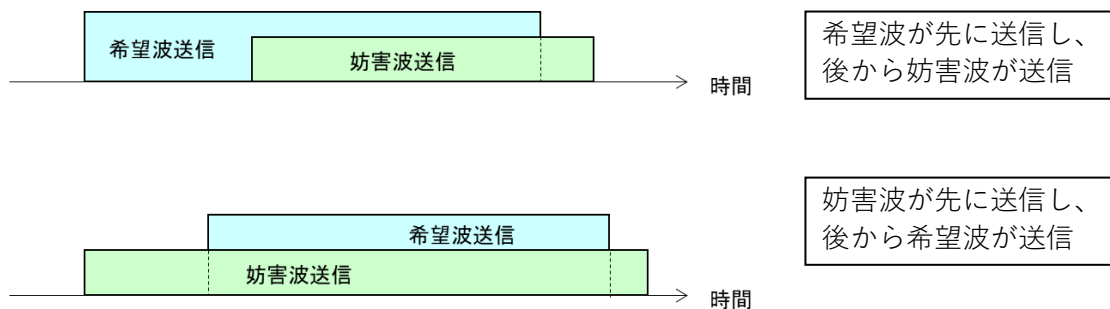 希望波送信
妨害波送信
時間
希望波が先に送信し、
後から妨害波が送信
希望波送信
妨害波送信
時間
妨害波が先に送信し、
後から希望波が送信